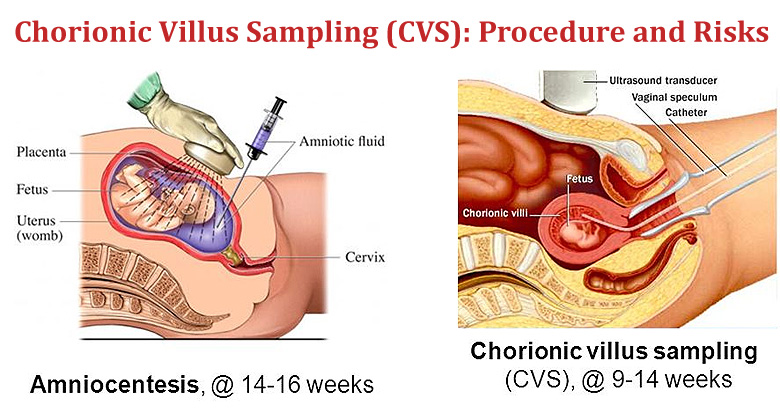 Chorionic Villus Sampling (CVS): Procedure and Risks
Placenta
Fetus
Uterus
(womb)
Amniotic fluid
Cervix
Amniocentesis, @ 14-16 weeks
Ultrasound transducer
Vaginal speculum
Catheter
Fetus
Chorionic villi
Chorionic villus sampling
(CVS), @ 9-14 weeks